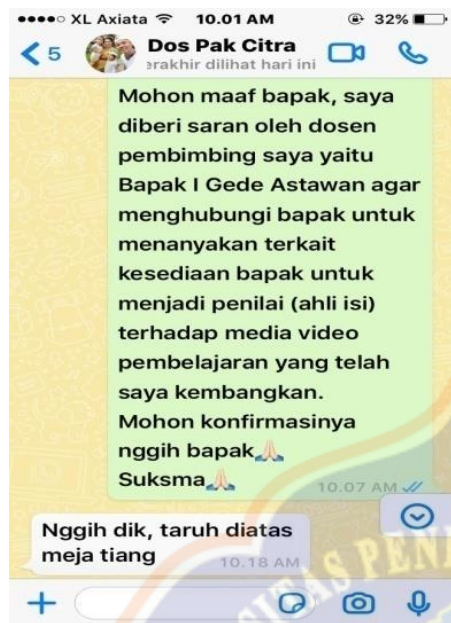 XL Axiata 10.01 AM 32%
5 Dos Pak Citra
erakhir dilihat hari ini
Mohon maaf bapak, saya
diberi saran oleh dosen
pembimbing saya yaitu
Bapak I Gede Astawan agar
menghubungi bapak untuk
menanyakan terkait
kesediaan bapak untuk
menjadi penilai (ahli isi)
terhadap media video
pembelajaran yang telah
saya kembangkan.
Mohon konfirmasinya
nggih bapak🙏🏻
Suksma🙏🏻
10.07 AM
Nggih dik, taruh diatas
meja tiang
10.18 AM
SITAS PEN